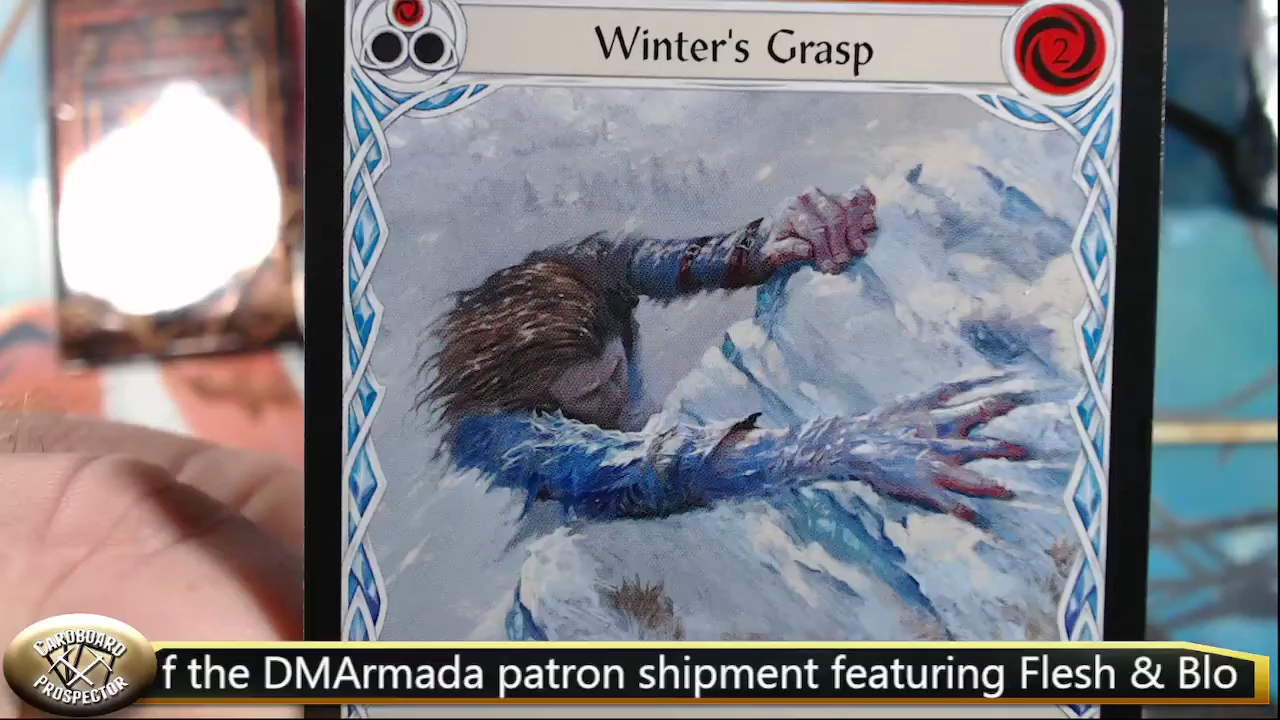 Winter's Grasp
2
CARDBOARD
PROSPECTOR
f the DMArmada patron shipment featuring Flesh & Blo